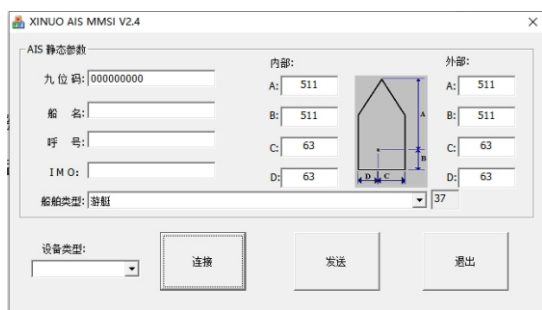 XINUO AIS MMSI V2.4
AIS 静态参数
九 位 码: 000000000
船 名:
呼 号:
I M O:
船舶类型: 游艇 37
内部:
A: 511
B: 511
C: 63
D: 63
A
B
D C
外部:
A: 511
B: 511
C: 63
D: 63
设备类型:
连接
发送
退出